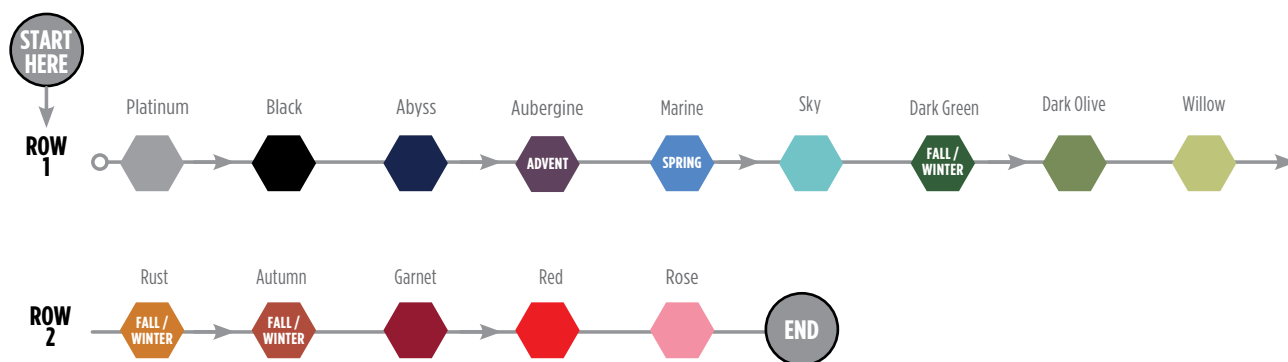 START
HERE
Platinum Black Abyss Aubergine Marine Sky Dark Green Dark Olive Willow
ROW
1
ADVENT SPRING FALL /
WINTER
Rust Autumn Garnet Red Rose
ROW
2
FALL /
WINTER
FALL /
WINTER
END